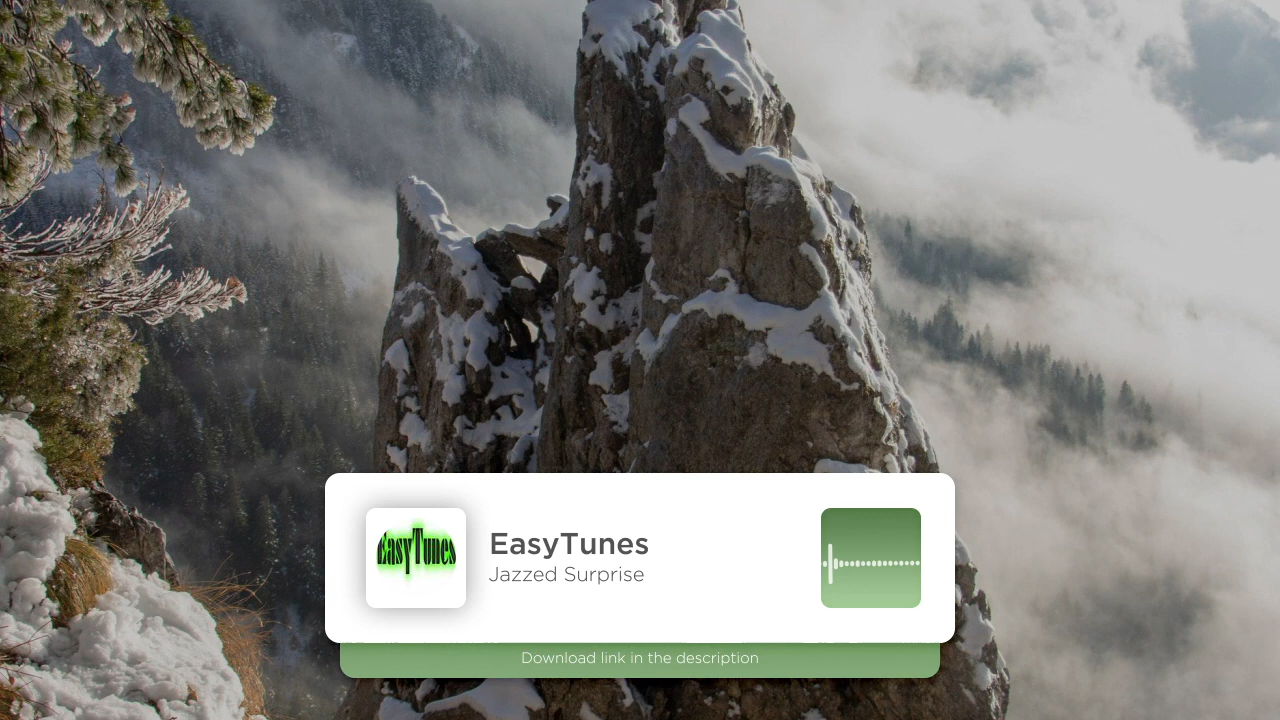 EasyTunes
EasyTunes
Jazzed Surprise
Download link in the description